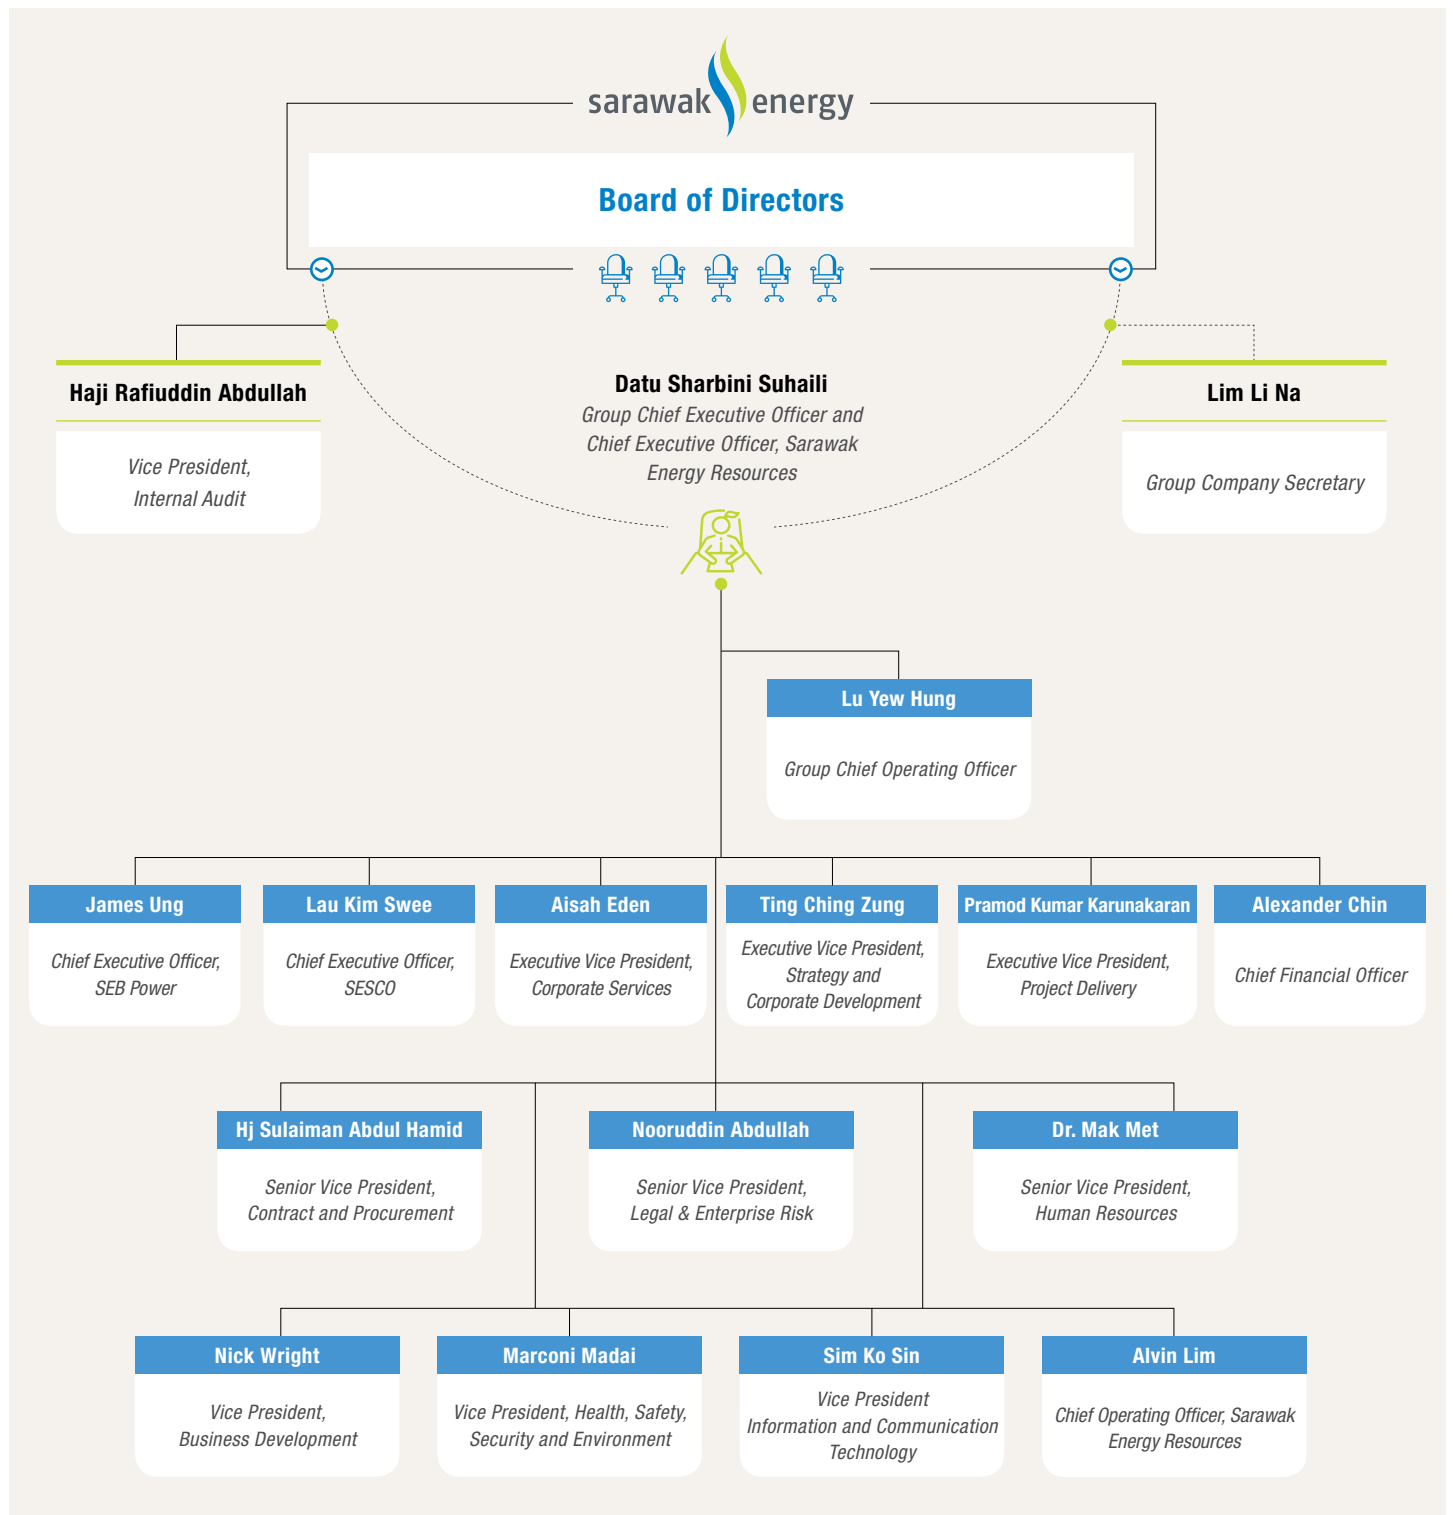 sarawak energy
Board of Directors
Haji Rafiuddin Abdullah
Vice President,
Internal Audit
Datu Sharbini Suhaili
Group Chief Executive Officer and
Chief Executive Officer, Sarawak
Energy Resources
Lim Li Na
Group Company Secretary
Lu Yew Hung
Group Chief Operating Officer
James Ung
Chief Executive Officer,
SEB Power
Lau Kim Swee
Chief Executive Officer,
SESCO
Aisah Eden
Executive Vice President,
Corporate Services
Ting Ching Zung
Executive Vice President,
Strategy and
Corporate Development
Pramod Kumar Karunakaran
Executive Vice President,
Project Delivery
Alexander Chin
Chief Financial Officer
Hj Sulaiman Abdul Hamid
Senior Vice President,
Contract and Procurement
Nooruddin Abdullah
Senior Vice President,
Legal & Enterprise Risk
Dr. Mak Met
Senior Vice President,
Human Resources
Nick Wright
Vice President,
Business Development
Marconi Madai
Vice President, Health, Safety,
Security and Environment
Sim Ko Sin
Vice President
Information and Communication
Technology
Alvin Lim
Chief Operating Officer, Sarawak
Energy Resources